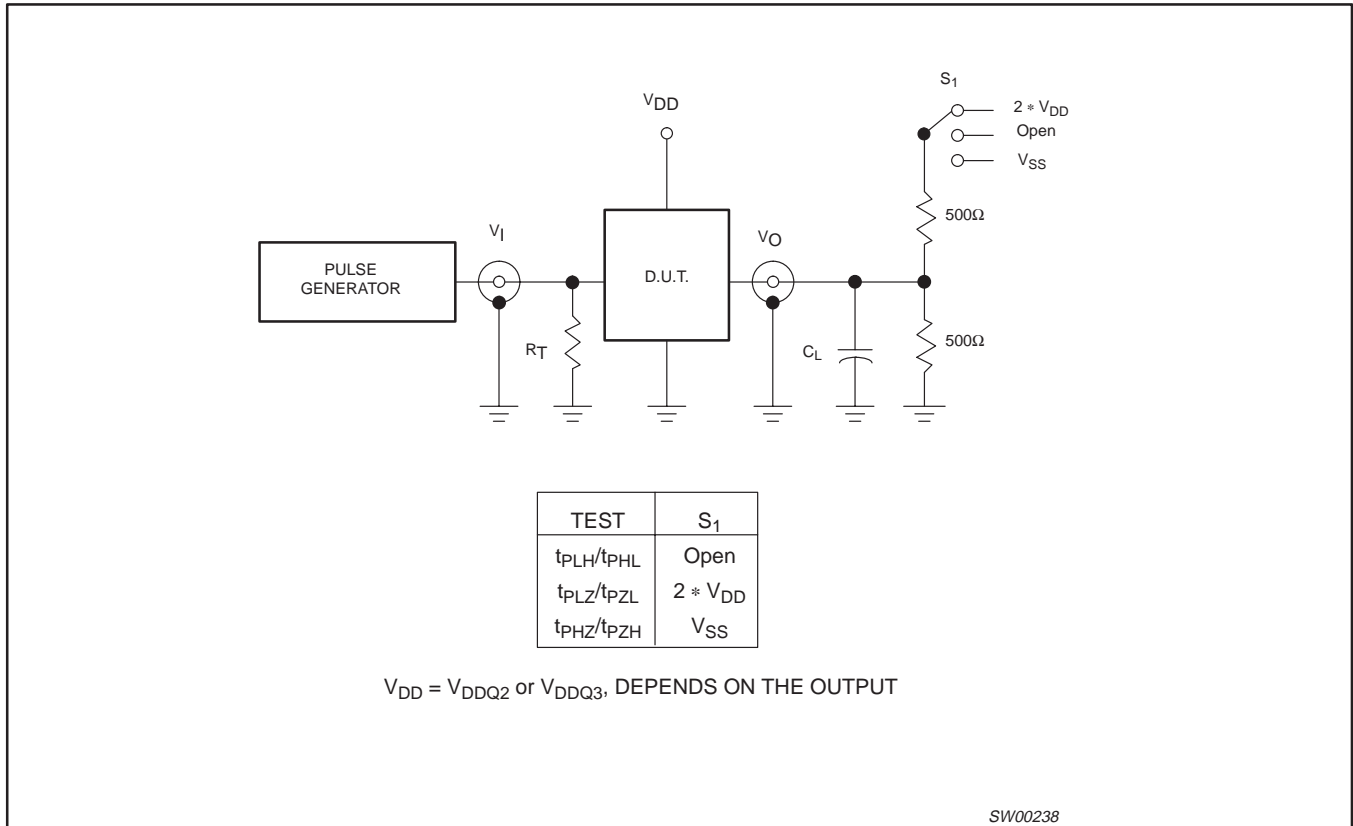 S1
2 * VDD
Open
VSS
VDD
500Ω
VI
VO
PULSE
GENERATOR
D.U.T.
RT
CL
500Ω
TEST S1
tPLH/tPHL Open
tPLZ/tPZL 2 * VDD
tPHZ/tPZH VSS
VDD = VDDQ2 or VDDQ3, DEPENDS ON THE OUTPUT
SW00238